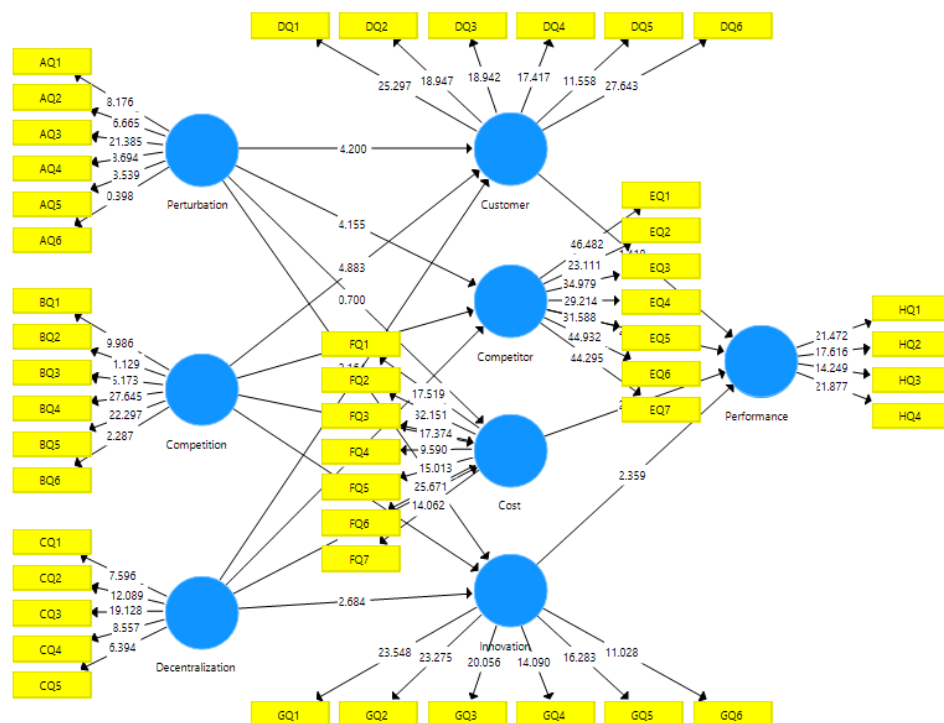 DQ1
DQ2
DQ3
DQ4
DQ5
DQ6
25.297
18.947
18.942
17.417
11.558
27.643
AQ1
AQ2
AQ3
AQ4
AQ5
AQ6
8.176
6.665
21.385
3.694
3.539
0.398
Perturbation
4.200
Customer
4.155
4.883
0.700
EQ1
EQ2
EQ3
EQ4
EQ5
EQ6
EQ7
46.482
23.111
34.979
29.214
31.588
44.932
44.295
Competitor
BQ1
BQ2
BQ3
BQ4
BQ5
BQ6
9.986
1.129
5.173
27.645
22.297
2.287
Competition
FQ1
FQ2
FQ3
FQ4
FQ5
FQ6
FQ7
17.519
32.151
17.374
9.590
15.013
25.671
14.062
Cost
HQ1
HQ2
HQ3
HQ4
21.472
17.616
14.249
21.877
Performance
2.359
CQ1
CQ2
CQ3
CQ4
CQ5
7.596
12.089
19.128
8.557
6.394
Decentralization
2.684
Innovation
23.548
23.275
20.056
14.090
16.283
11.028
GQ1
GQ2
GQ3
GQ4
GQ5
GQ6